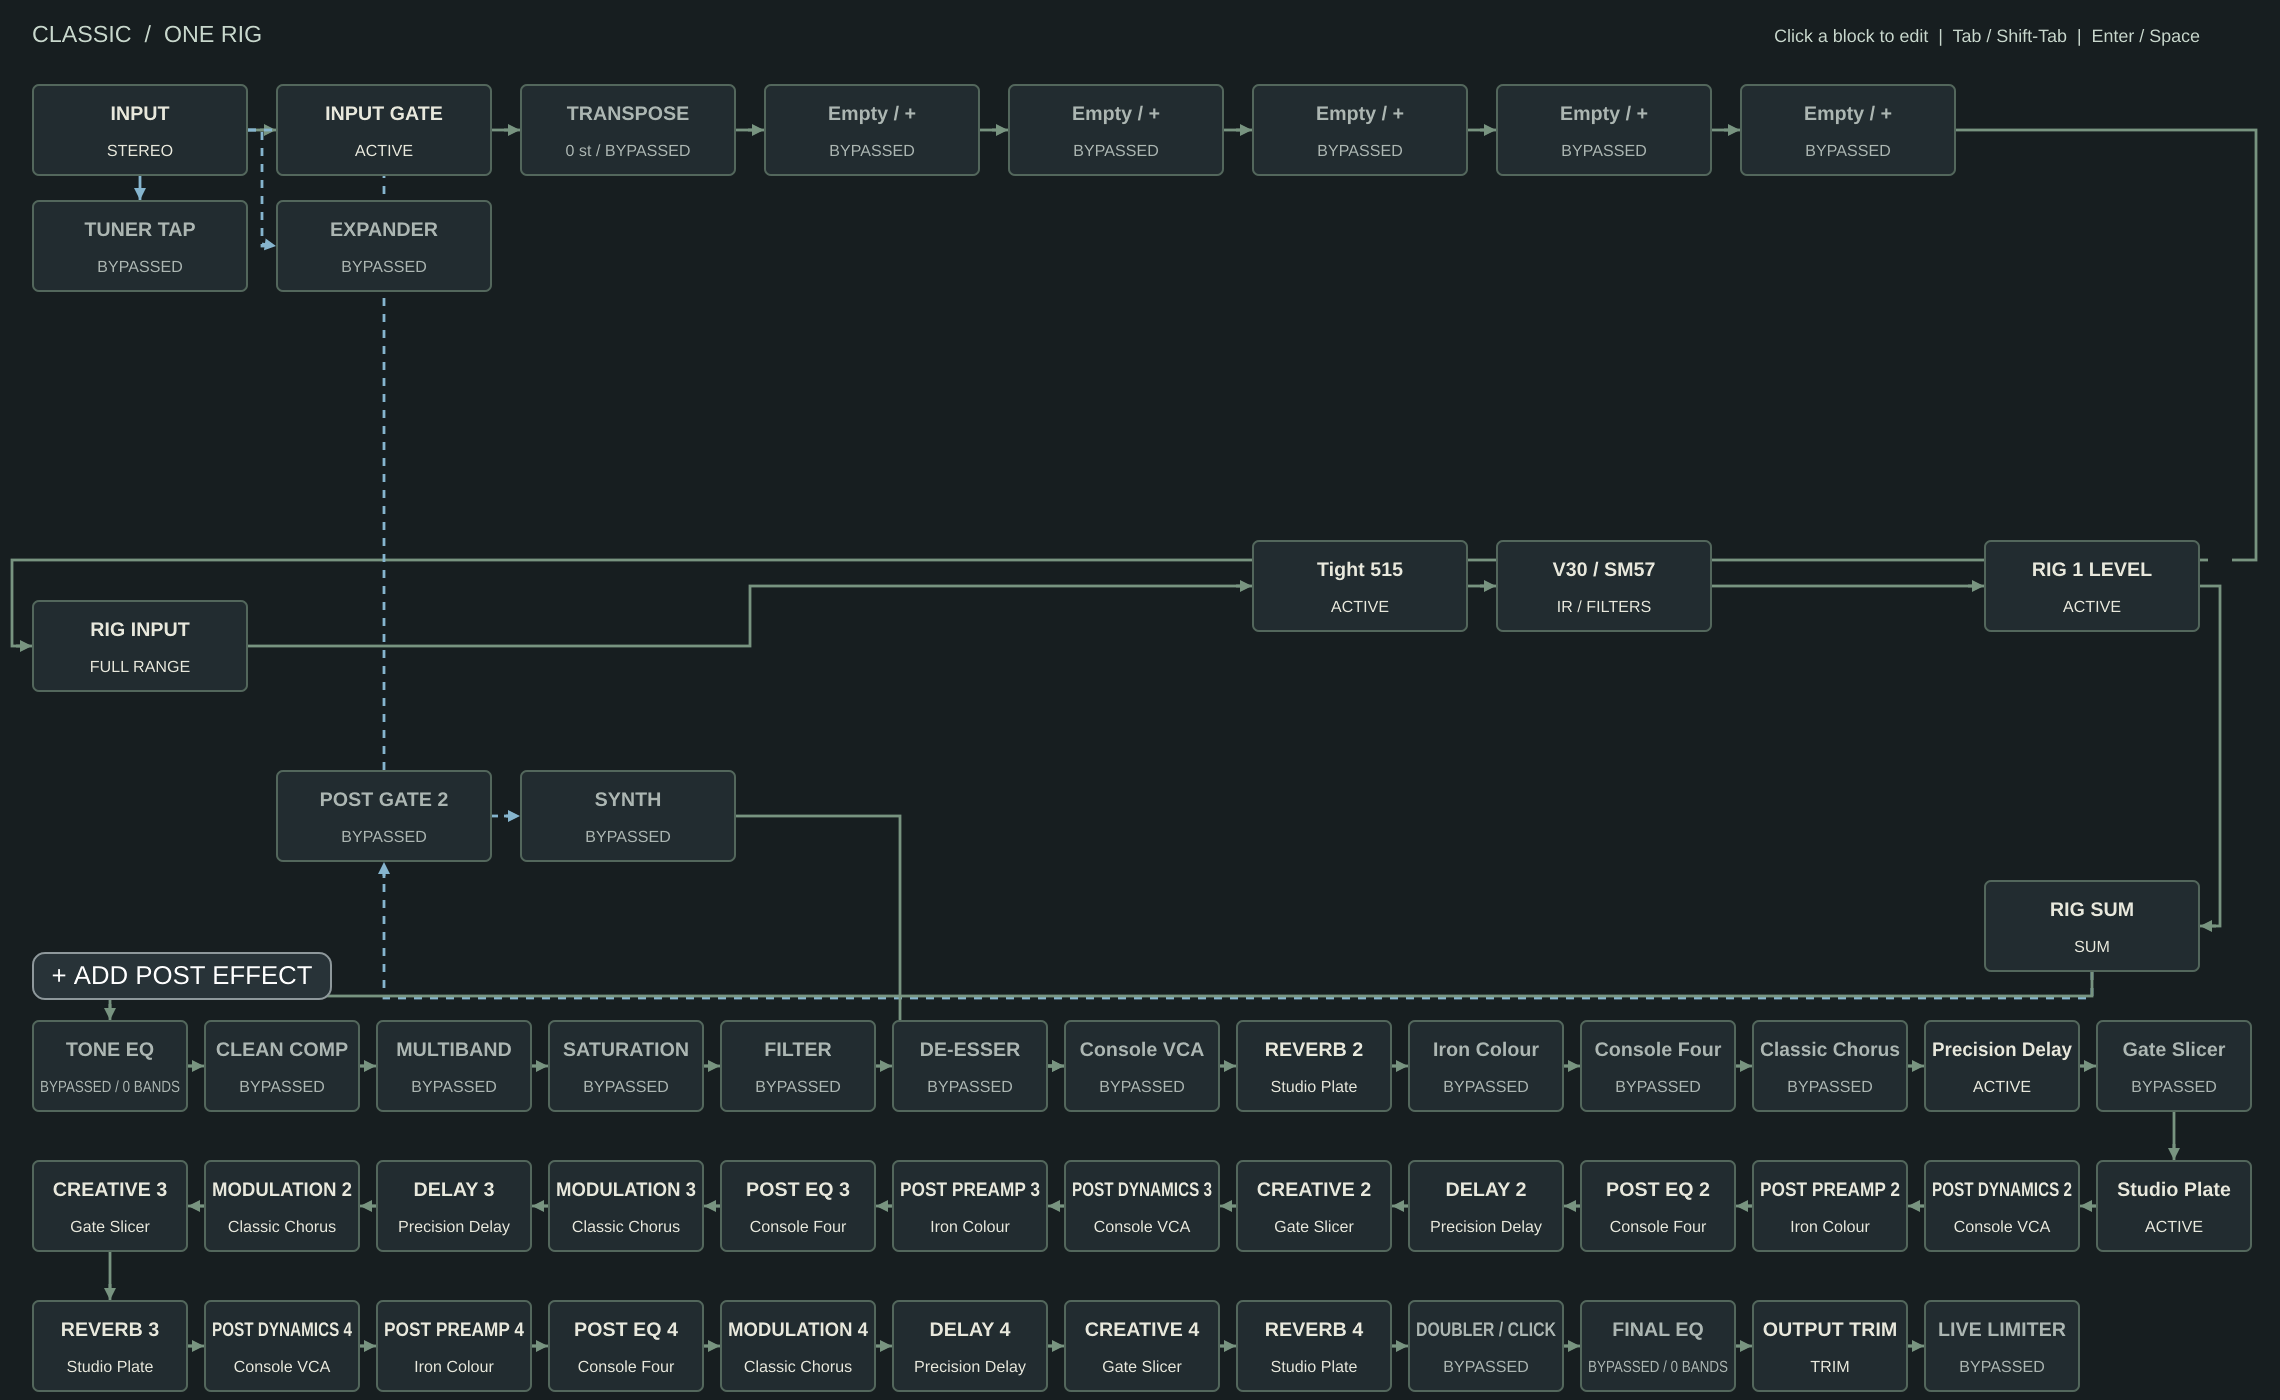 CLASSIC / ONE RIG
Click a block to edit | Tab / Shift-Tab | Enter / Space
INPUT
STEREO
INPUT GATE
ACTIVE
TRANSPOSE
0 st / BYPASSED
Empty / +
BYPASSED
Empty / +
BYPASSED
Empty / +
BYPASSED
Empty / +
BYPASSED
Empty / +
BYPASSED
TUNER TAP
BYPASSED
EXPANDER
BYPASSED
Tight 515
ACTIVE
V30 / SM57
IR / FILTERS
RIG 1 LEVEL
ACTIVE
RIG INPUT
FULL RANGE
POST GATE 2
BYPASSED
SYNTH
BYPASSED
RIG SUM
SUM
+ ADD POST EFFECT
TONE EQ
BYPASSED / 0 BANDS
CLEAN COMP
BYPASSED
MULTIBAND
BYPASSED
SATURATION
BYPASSED
FILTER
BYPASSED
DE-ESSER
BYPASSED
Console VCA
BYPASSED
REVERB 2
Studio Plate
Iron Colour
BYPASSED
Console Four
BYPASSED
Classic Chorus
BYPASSED
Precision Delay
ACTIVE
Gate Slicer
BYPASSED
CREATIVE 3
Gate Slicer
MODULATION 2
Classic Chorus
DELAY 3
Precision Delay
MODULATION 3
Classic Chorus
POST EQ 3
Console Four
POST PREAMP 3
Iron Colour
POST DYNAMICS 3
Console VCA
CREATIVE 2
Gate Slicer
DELAY 2
Precision Delay
POST EQ 2
Console Four
POST PREAMP 2
Iron Colour
POST DYNAMICS 2
Console VCA
Studio Plate
ACTIVE
REVERB 3
Studio Plate
POST DYNAMICS 4
Console VCA
POST PREAMP 4
Iron Colour
POST EQ 4
Console Four
MODULATION 4
Classic Chorus
DELAY 4
Precision Delay
CREATIVE 4
Gate Slicer
REVERB 4
Studio Plate
DOUBLER / CLICK
BYPASSED
FINAL EQ
BYPASSED / 0 BANDS
OUTPUT TRIM
TRIM
LIVE LIMITER
BYPASSED